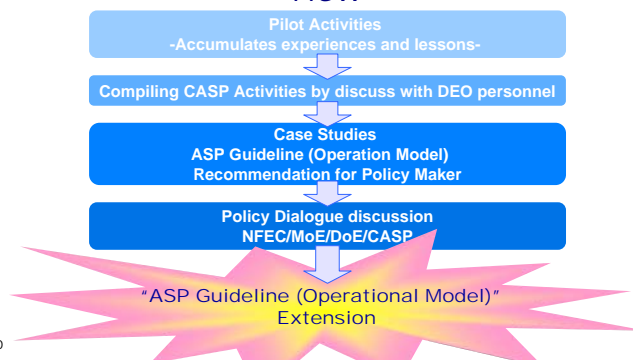 Pilot Activities
-Accumulates experiences and lessons-
Compiling CASP Activities by discuss with DEO personnel
Case Studies
ASP Guideline (Operation Model)
Recommendation for Policy Maker
Policy Dialogue discussion
NFEC/MoE/DoE/CASP
"ASP Guideline (Operational Model)"
Extension